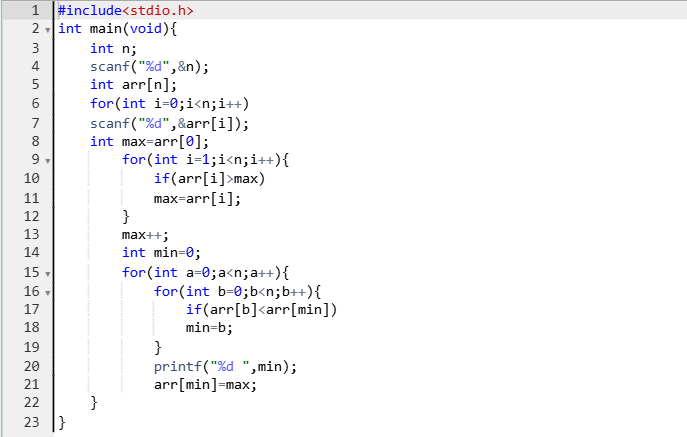 1 #include<stdio.h>
2 int main(void){
3 int n;
4 scanf("%d",&n);
5 int arr[n];
6 for(int i=0;i<n;i++)
7 scanf("%d",&arr[i]);
8 int max=arr[0];
9 for(int i=1;i<n;i++){
10 if(arr[i]>max)
11 max=arr[i];
12 }
13 max++;
14 int min=0;
15 for(int a=0;a<n;a++){
16 for(int b=0;b<n;b++){
17 if(arr[b]<arr[min])
18 min=b;
19 }
20 printf("%d ",min);
21 arr[min]=max;
22 }
23 }